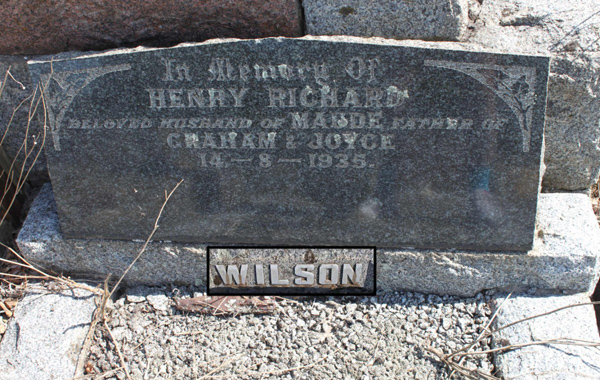 In Memory Of
HENRY RICHARD
BELOVED HUSBAND OF MAUDE, FATHER OF
GRAHAM & JOYCE
14.-8-1935.
WILSON